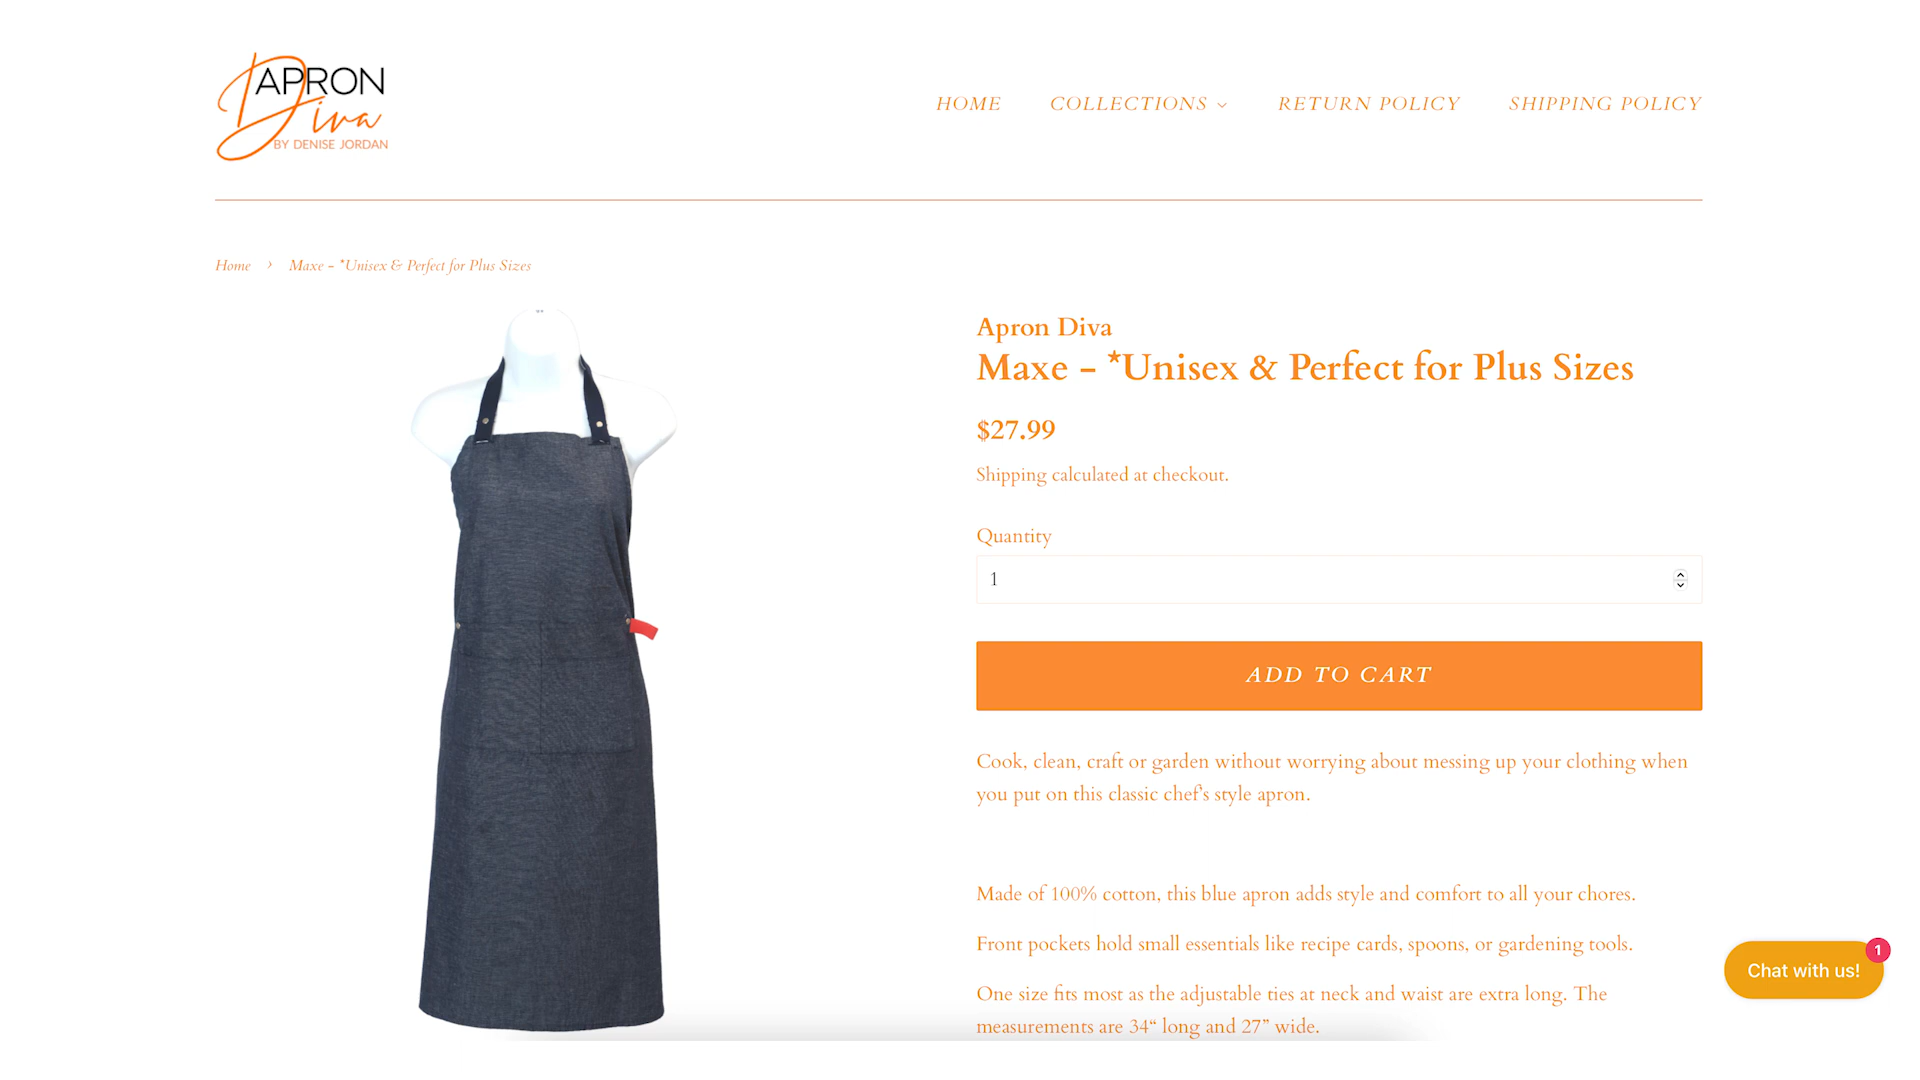 APRON
Diva
BY DENISE JORDAN
HOME COLLECTIONS RETURN POLICY SHIPPING POLICY
Home › Maxe - *Unisex & Perfect for Plus Sizes
Apron Diva
Maxe - *Unisex & Perfect for Plus Sizes
$27.99
Shipping calculated at checkout.
Quantity
1
ADD TO CART
Cook, clean, craft or garden without worrying about messing up your clothing when
you put on this classic chef's style apron.
Made of 100% cotton, this blue apron adds style and comfort to all your chores.
Front pockets hold small essentials like recipe cards, spoons, or gardening tools.
One size fits most as the adjustable ties at neck and waist are extra long. The
measurements are 34“ long and 27” wide.
Chat with us!
1